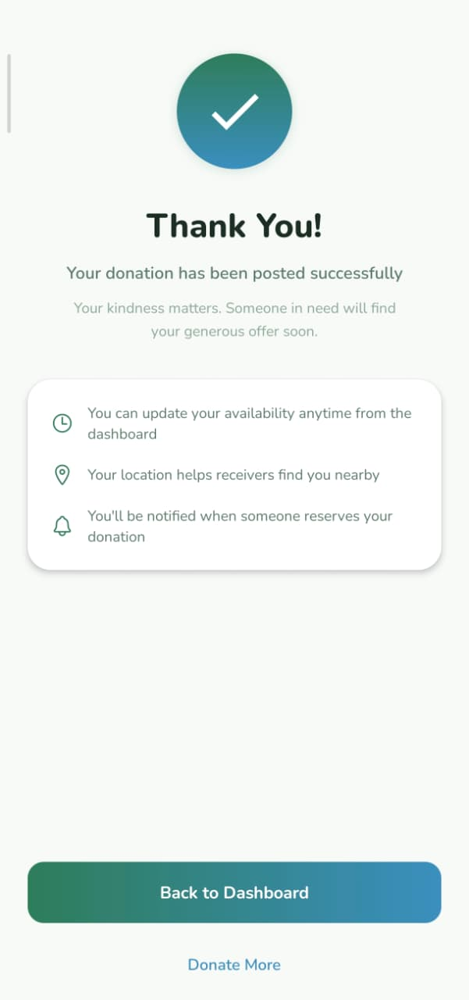 Thank You!
Your donation has been posted successfully
Your kindness matters. Someone in need will find
your generous offer soon.
You can update your availability anytime from the
dashboard
Your location helps receivers find you nearby
You'll be notified when someone reserves your
donation
Back to Dashboard
Donate More